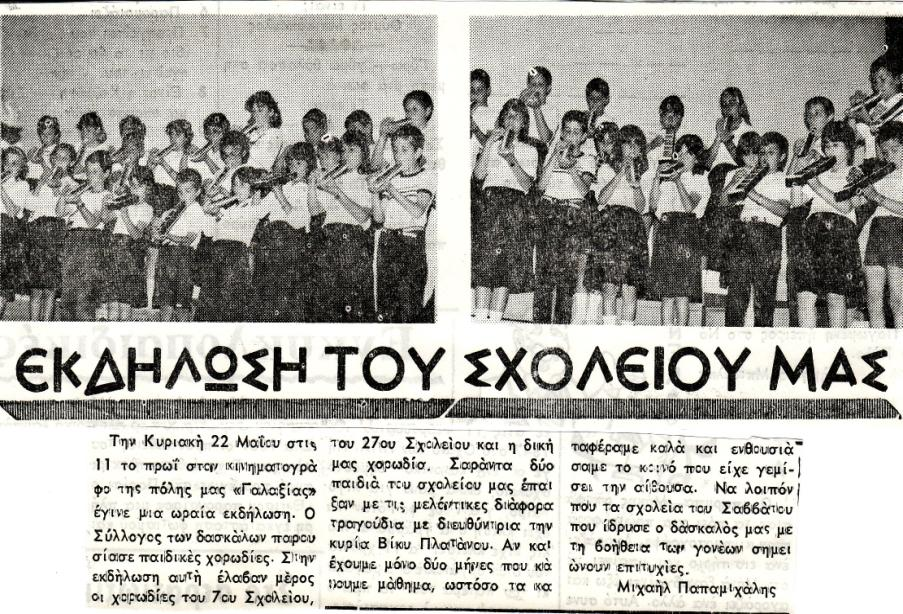 ΕΚΔΗΛΩΣΗ ΤΟΥ ΣΧΟΛΕΙΟΥ ΜΑΣ
Την Κυριακὴ 22 Μαΐου στις
11 το πρωΐ στον κινηματογρά
φο της πόλης μας «Γαλαξίας»
έγινε μια ωραία εκδήλωση. Ο
Σύλλογος των δασκάλων παρου
σίασε παιδικές χορωδίες. Στην
εκδήλωση αυτὴ έλαβαν μέρος
οι χορωδίες του 7ου Σχολείου,
του 27ου Σχολείου και η δική
μας χορωδία. Σαράντα δύο
παιδιά του σχολείου μας έπαι
ξαν με τις μελόντικες διάφορα
τραγούδια με διευθύντρια την
κυρία Βίκυ Πλατάνου. Αν και
έχουμε μόνο δύο μήνες που κά
νουμε μάθημα, ωστόσο τα κα
ταφέραμε καλά και ενθουσιά
σαμε το κοινό που είχε γεμί-
σει την αίθουσα. Να λοιπόν
που τα σχολεία του Σαββάτου
που ίδρυσε ο δάσκαλός μας με
τη βοήθεια των γονέων σημει
ώνουν επιτυχίες.
Μιχαὴλ Παπαμιχάλης